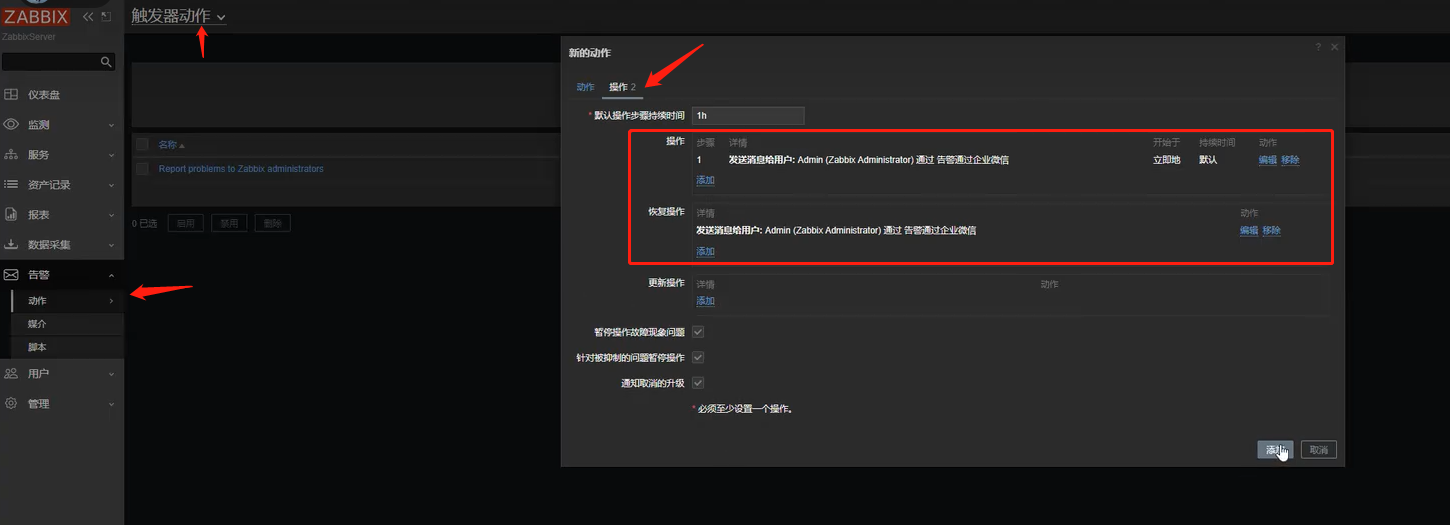 ZABBIX
ZabbixServer
仪表盘
监测
服务
资产记录
报表
数据采集
告警
动作
媒介
脚本
用户
管理
触发器动作
名称
Report problems to Zabbix administrators
0 已选 启用 禁用 删除
新的动作
? ×
动作 操作 2
* 默认操作步骤持续时间 1h
操作 步骤 详情 开始于 持续时间 动作
1 发送消息给用户: Admin (Zabbix Administrator) 通过 告警通过企业微信 立即地 默认 编辑 移除
添加
恢复操作 详情 动作
发送消息给用户: Admin (Zabbix Administrator) 通过 告警通过企业微信 编辑 移除
添加
更新操作 详情 动作
添加
暂停操作故障现象问题
针对被抑制的问题暂停操作
通知取消的升级
* 必须至少设置一个操作。
添加 取消